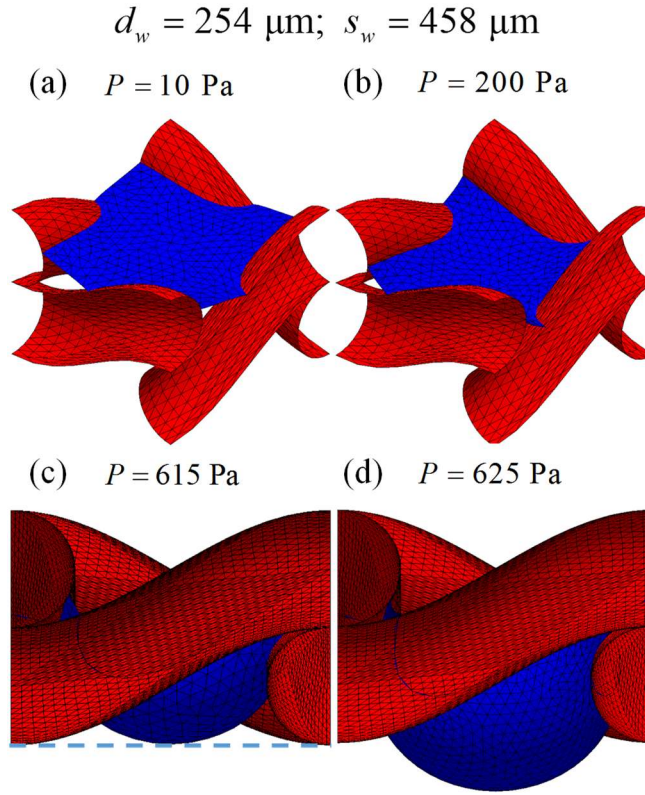 d_w = 254 μm; s_w = 458 μm
(a) P = 10 Pa
(b) P = 200 Pa
(c) P = 615 Pa
(d) P = 625 Pa